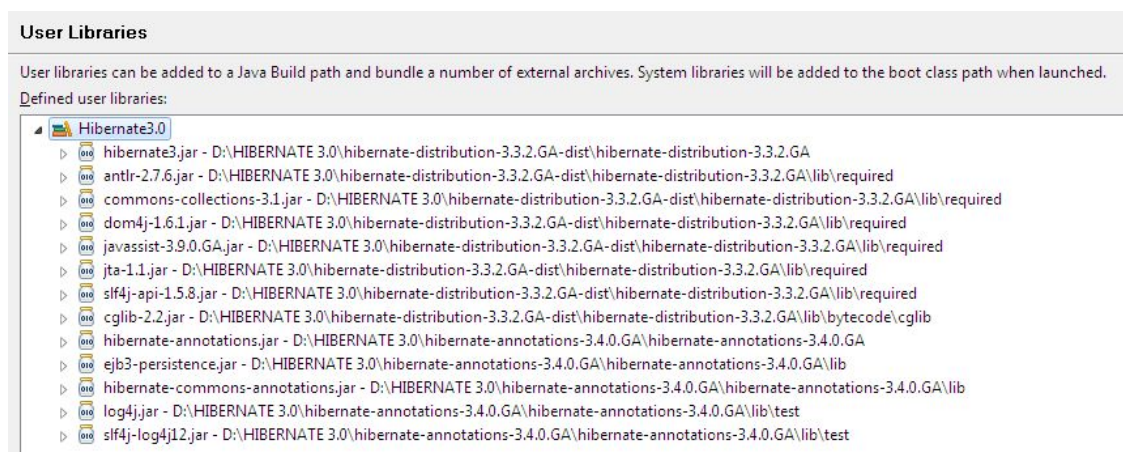 User Libraries
User libraries can be added to a Java Build path and bundle a number of external archives. System libraries will be added to the boot class path when launched.
Defined user libraries:
Hibernate3.0
hibernate3.jar - D:\HIBERNATE 3.0\hibernate-distribution-3.3.2.GA-dist\hibernate-distribution-3.3.2.GA
antlr-2.7.6.jar - D:\HIBERNATE 3.0\hibernate-distribution-3.3.2.GA-dist\hibernate-distribution-3.3.2.GA\lib\required
commons-collections-3.1.jar - D:\HIBERNATE 3.0\hibernate-distribution-3.3.2.GA-dist\hibernate-distribution-3.3.2.GA\lib\required
dom4j-1.6.1.jar - D:\HIBERNATE 3.0\hibernate-distribution-3.3.2.GA-dist\hibernate-distribution-3.3.2.GA\lib\required
javassist-3.9.0.GA.jar - D:\HIBERNATE 3.0\hibernate-distribution-3.3.2.GA-dist\hibernate-distribution-3.3.2.GA\lib\required
jta-1.1.jar - D:\HIBERNATE 3.0\hibernate-distribution-3.3.2.GA-dist\hibernate-distribution-3.3.2.GA\lib\required
slf4j-api-1.5.8.jar - D:\HIBERNATE 3.0\hibernate-distribution-3.3.2.GA-dist\hibernate-distribution-3.3.2.GA\lib\required
cglib-2.2.jar - D:\HIBERNATE 3.0\hibernate-distribution-3.3.2.GA-dist\hibernate-distribution-3.3.2.GA\lib\bytecode\cglib
hibernate-annotations.jar - D:\HIBERNATE 3.0\hibernate-annotations-3.4.0.GA\hibernate-annotations-3.4.0.GA
ejb3-persistence.jar - D:\HIBERNATE 3.0\hibernate-annotations-3.4.0.GA\hibernate-annotations-3.4.0.GA\lib
hibernate-commons-annotations.jar - D:\HIBERNATE 3.0\hibernate-annotations-3.4.0.GA\hibernate-annotations-3.4.0.GA\lib
log4j.jar - D:\HIBERNATE 3.0\hibernate-annotations-3.4.0.GA\hibernate-annotations-3.4.0.GA\lib\test
slf4j-log4j12.jar - D:\HIBERNATE 3.0\hibernate-annotations-3.4.0.GA\hibernate-annotations-3.4.0.GA\lib\test